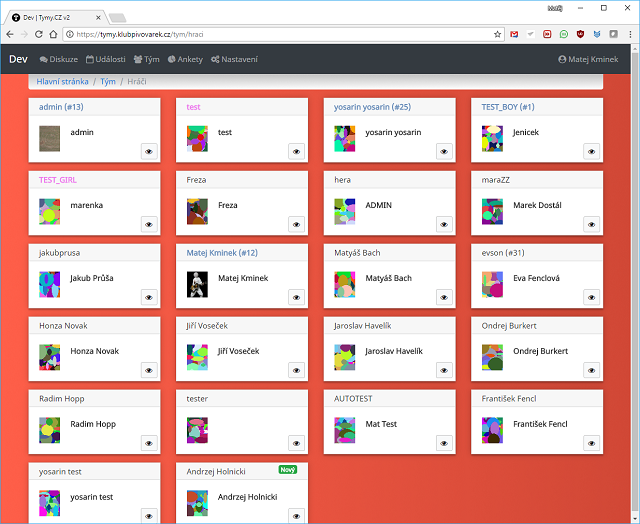 Matěj
Dev | Tymy.CZ v2
https://tymy.klubpivovarek.cz/tym/hraci
Dev Diskuze Události Tým Ankety Nastavení Matej Kminek
Hlavní stránka / Tým / Hráči
admin (#13) test yosarin yosarin (#25) TEST_BOY (#1)
admin test yosarin yosarin Jenicek
TEST_GIRL Freza hera maraZZ
marenka Freza ADMIN Marek Dostál
jakubprusa Matej Kminek (#12) Matyáš Bach evson (#31)
Jakub Průša Matej Kminek Matyáš Bach Eva Fenclová
Honza Novak Jiří Voseček Jaroslav Havelík Ondrej Burkert
Honza Novak Jiří Voseček Jaroslav Havelík Ondrej Burkert
Radim Hopp tester AUTOTEST František Fencl
Radim Hopp Mat Test František Fencl
yosarin test Andrzej Holnicki Nový
yosarin test Andrzej Holnicki